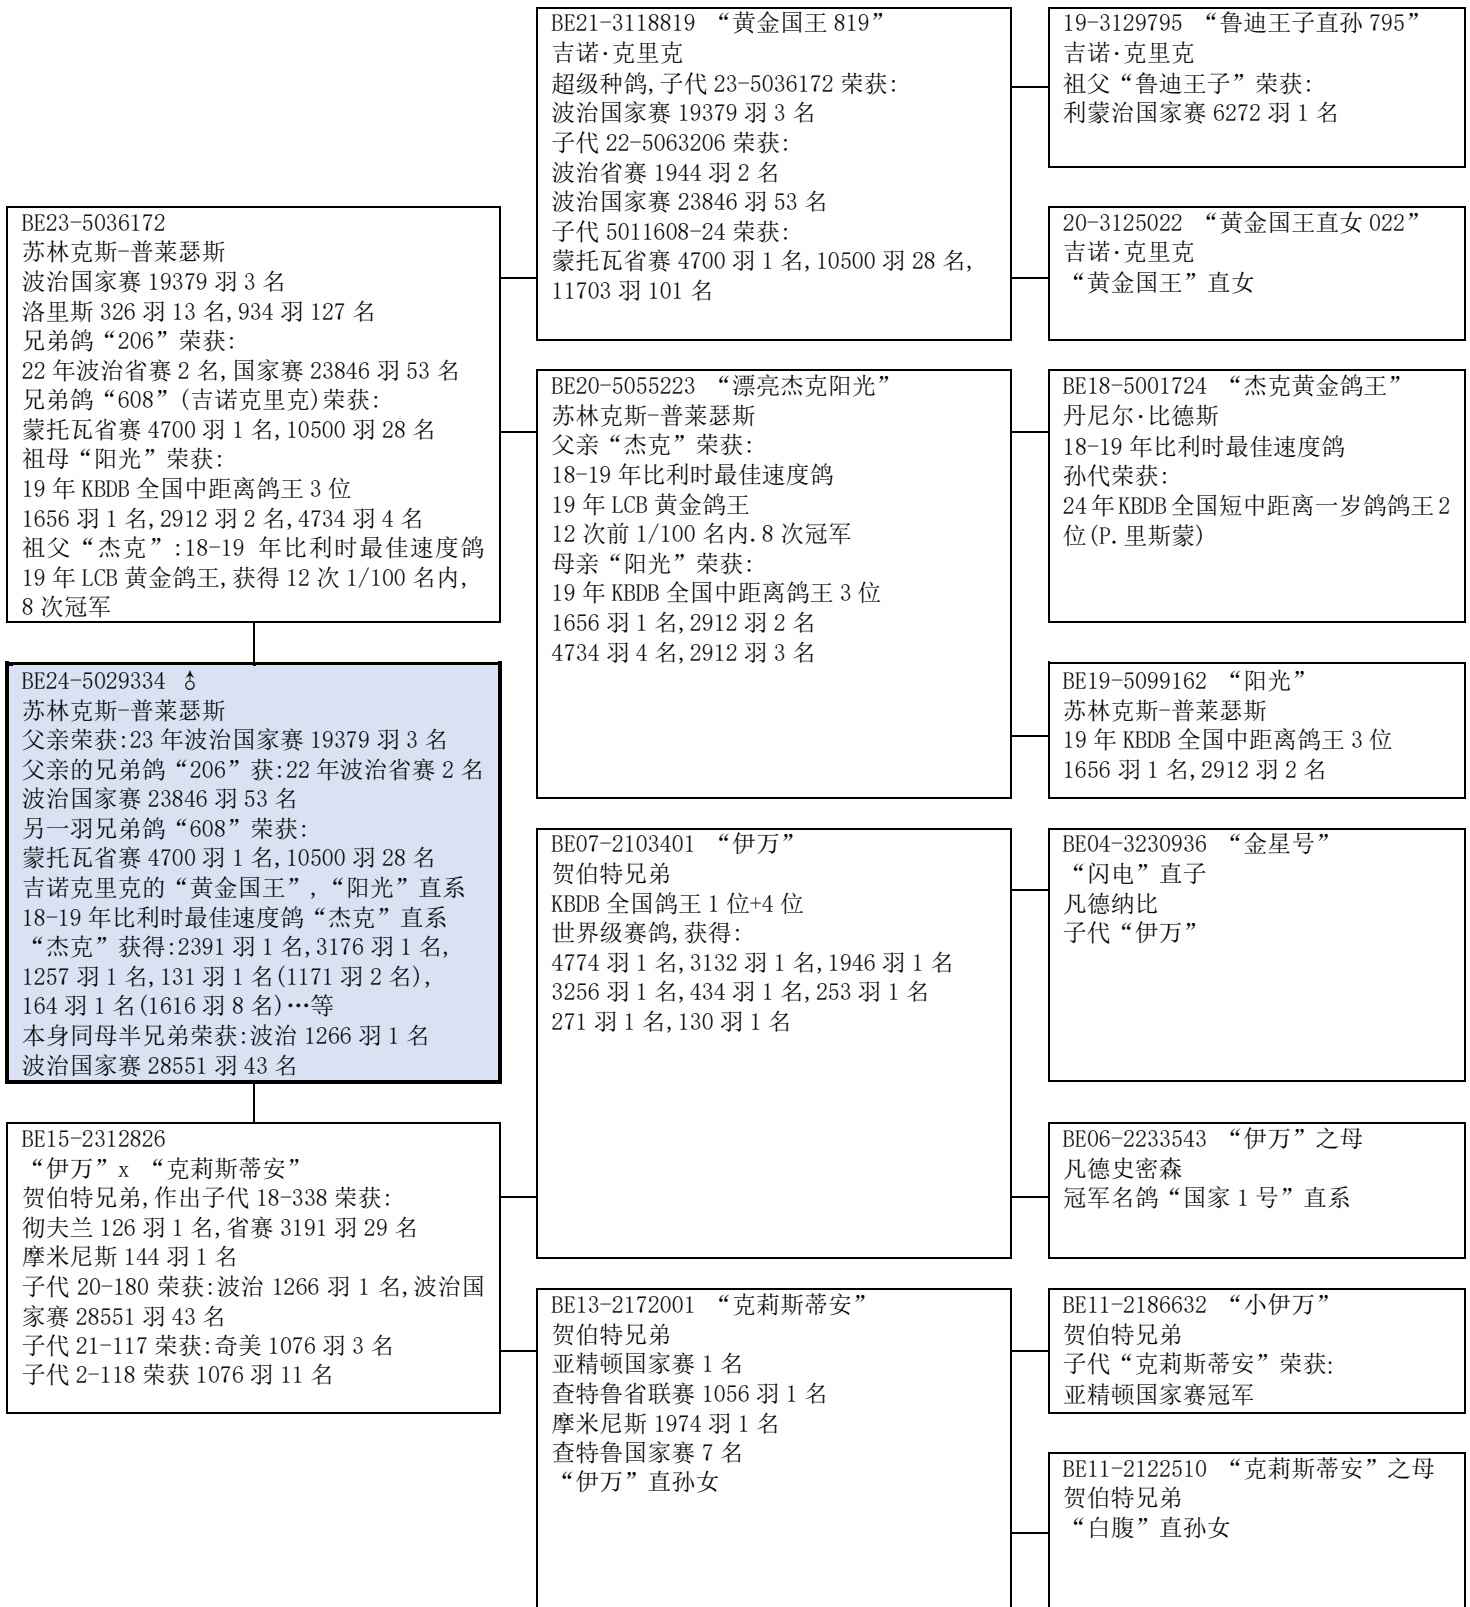 BE23-5036172
苏林克斯-普莱瑟斯
波治国家赛 19379 羽 3 名
洛里斯 326 羽 13 名,934 羽 127 名
兄弟鸽“206”荣获:
22 年波治省赛 2 名,国家赛 23846 羽 53 名
兄弟鸽“608”(吉诺克里克)荣获:
蒙托瓦省赛 4700 羽 1 名,10500 羽 28 名
祖母“阳光”荣获:
19 年 KBDB 全国中距离鸽王 3 位
1656 羽 1 名,2912 羽 2 名,4734 羽 4 名
祖父“杰克”:18-19 年比利时最佳速度鸽
19 年 LCB 黄金鸽王,获得 12 次 1/100 名内,
8 次冠军
BE24-5029334 ♂
苏林克斯-普莱瑟斯
父亲荣获:23 年波治国家赛 19379 羽 3 名
父亲的兄弟鸽“206”获:22 年波治省赛 2 名
波治国家赛 23846 羽 53 名
另一羽兄弟鸽“608”荣获:
蒙托瓦省赛 4700 羽 1 名,10500 羽 28 名
吉诺克里克的“黄金国王”,“阳光”直系
18-19 年比利时最佳速度鸽“杰克”直系
“杰克”获得:2391 羽 1 名,3176 羽 1 名,
1257 羽 1 名,131 羽 1 名(1171 羽 2 名),
164 羽 1 名(1616 羽 8 名)…等
本身同母半兄弟荣获:波治 1266 羽 1 名
波治国家赛 28551 羽 43 名
BE15-2312826
“伊万”x “克莉斯蒂安”
贺伯特兄弟,作出子代 18-338 荣获:
彻夫兰 126 羽 1 名,省赛 3191 羽 29 名
摩米尼斯 144 羽 1 名
子代 20-180 荣获:波治 1266 羽 1 名,波治国
家赛 28551 羽 43 名
子代 21-117 荣获:奇美 1076 羽 3 名
子代 2-118 荣获 1076 羽 11 名
BE21-3118819 “黄金国王 819”
吉诺·克里克
超级种鸽,子代 23-5036172 荣获:
波治国家赛 19379 羽 3 名
子代 22-5063206 荣获:
波治省赛 1944 羽 2 名
波治国家赛 23846 羽 53 名
子代 5011608-24 荣获:
蒙托瓦省赛 4700 羽 1 名,10500 羽 28 名,
11703 羽 101 名
BE20-5055223 “漂亮杰克阳光”
苏林克斯-普莱瑟斯
父亲“杰克”荣获:
18-19 年比利时最佳速度鸽
19 年 LCB 黄金鸽王
12 次前 1/100 名内.8 次冠军
母亲“阳光”荣获:
19 年 KBDB 全国中距离鸽王 3 位
1656 羽 1 名,2912 羽 2 名
4734 羽 4 名,2912 羽 3 名
BE07-2103401 “伊万”
贺伯特兄弟
KBDB 全国鸽王 1 位+4 位
世界级赛鸽,获得:
4774 羽 1 名,3132 羽 1 名,1946 羽 1 名
3256 羽 1 名,434 羽 1 名,253 羽 1 名
271 羽 1 名,130 羽 1 名
BE13-2172001 “克莉斯蒂安”
贺伯特兄弟
亚精顿国家赛 1 名
查特鲁省联赛 1056 羽 1 名
摩米尼斯 1974 羽 1 名
查特鲁国家赛 7 名
“伊万”直孙女
19-3129795 “鲁迪王子直孙 795”
吉诺·克里克
祖父“鲁迪王子”荣获:
利蒙治国家赛 6272 羽 1 名
20-3125022 “黄金国王直女 022”
吉诺·克里克
“黄金国王”直女
BE18-5001724 “杰克黄金鸽王”
丹尼尔·比德斯
18-19 年比利时最佳速度鸽
孙代荣获:
24 年 KBDB 全国短中距离一岁鸽鸽王 2
位(P.里斯蒙)
BE19-5099162 “阳光”
苏林克斯-普莱瑟斯
19 年 KBDB 全国中距离鸽王 3 位
1656 羽 1 名,2912 羽 2 名
BE04-3230936 “金星号”
“闪电”直子
凡德纳比
子代“伊万”
BE06-2233543 “伊万”之母
凡德史密森
冠军名鸽“国家 1 号”直系
BE11-2186632 “小伊万”
贺伯特兄弟
子代“克莉斯蒂安”荣获:
亚精顿国家赛冠军
BE11-2122510 “克莉斯蒂安”之母
贺伯特兄弟
“白腹”直孙女